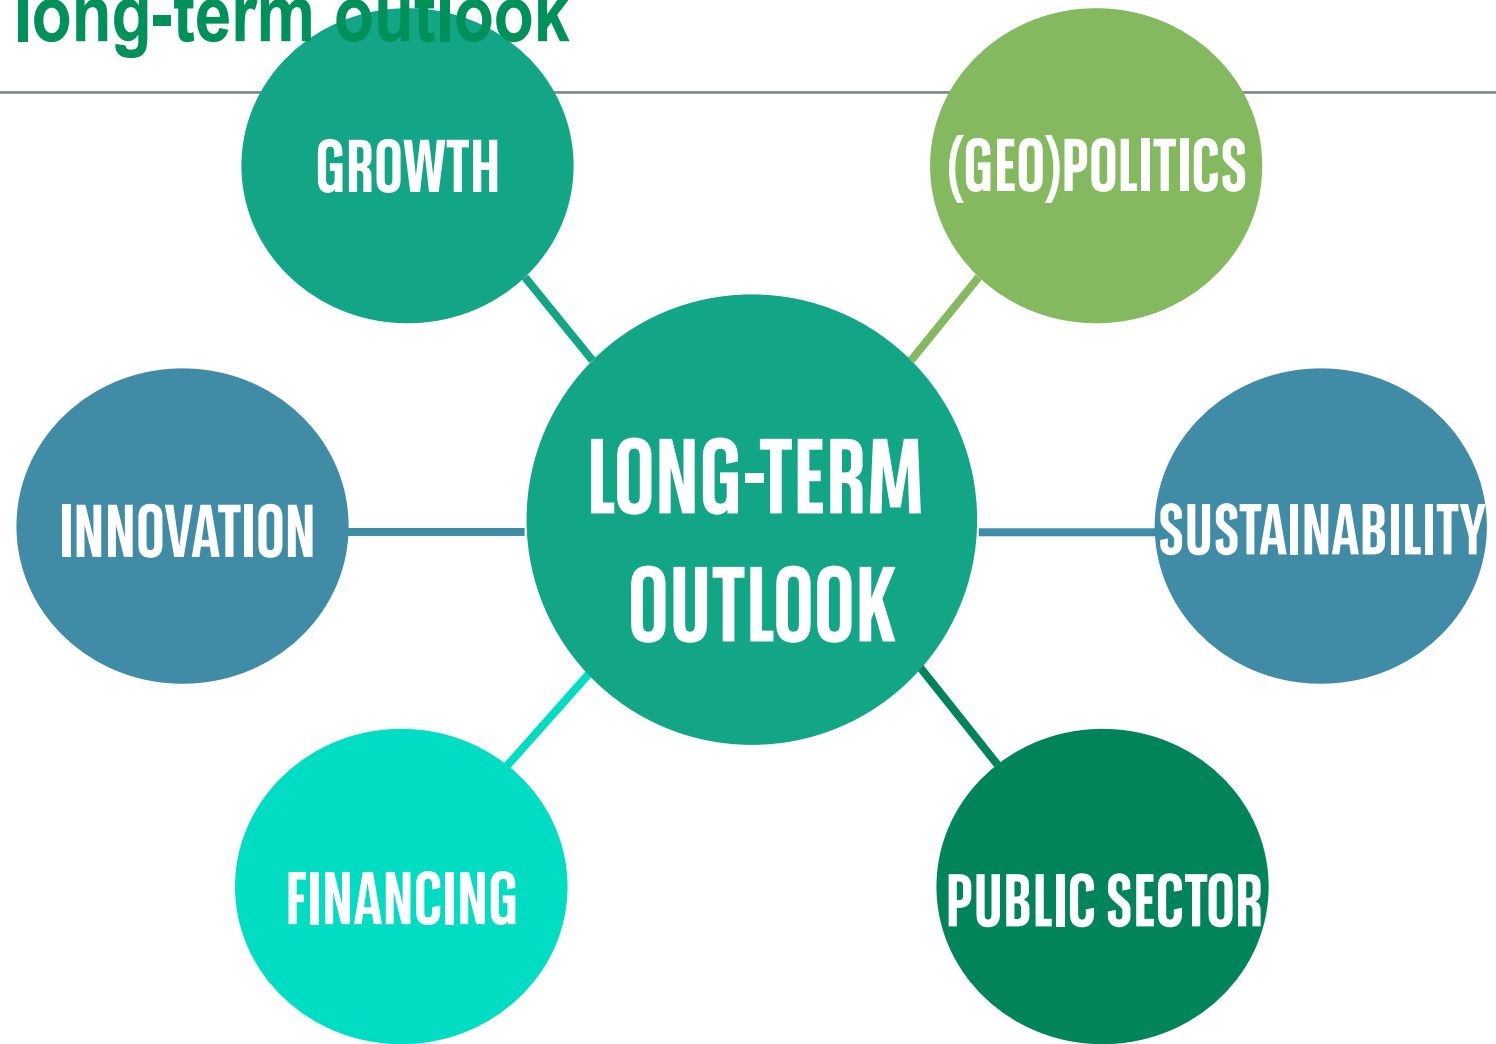 long-term outlook
GROWTH
(GEO)POLITICS
LONG-TERM
OUTLOOK
INNOVATION
SUSTAINABILITY
FINANCING
PUBLIC SECTOR